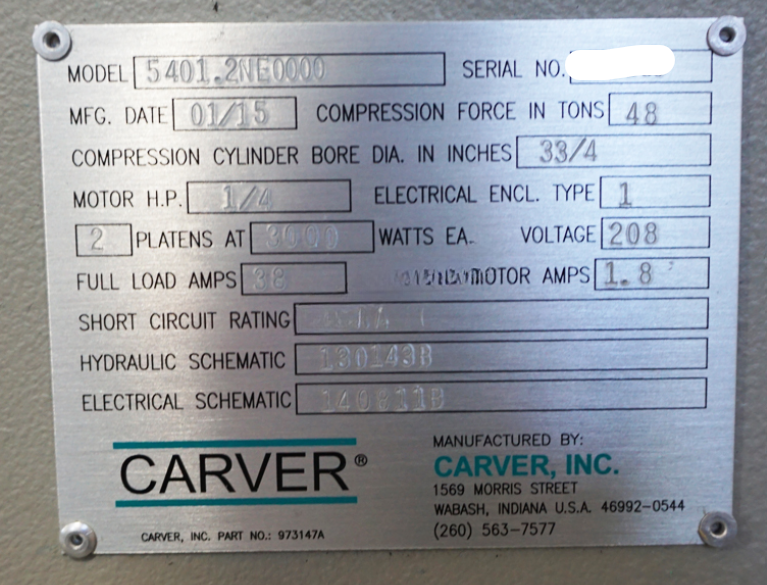 MODEL 5401.2NE0000 SERIAL NO.
MFG. DATE 01/15 COMPRESSION FORCE IN TONS 48
COMPRESSION CYLINDER BORE DIA. IN INCHES 33/4
MOTOR H.P. 1/4 ELECTRICAL ENCL. TYPE 1
2 PLATENS AT 3000 WATTS EA. VOLTAGE 208
FULL LOAD AMPS 38 MOTOR AMPS 1.8
SHORT CIRCUIT RATING
HYDRAULIC SCHEMATIC 130143B
ELECTRICAL SCHEMATIC
CARVER®
CARVER, INC. PART NO.: 973147A
MANUFACTURED BY:
CARVER, INC.
1569 MORRIS STREET
WABASH, INDIANA U.S.A. 46992-0544
(260) 563-7577